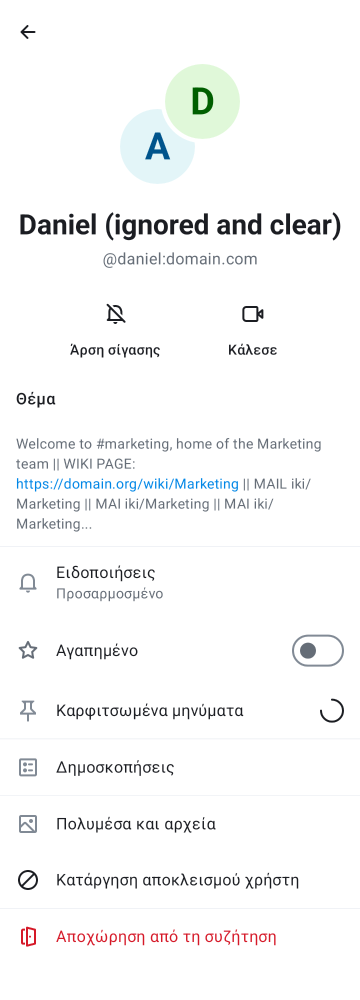 D
A
Daniel (ignored and clear)
@daniel:domain.com
Άρση σίγασης
Κάλεσε
Θέμα
Welcome to #marketing, home of the Marketing
team || WIKI PAGE:
https://domain.org/wiki/Marketing || MAIL iki/
Marketing || MAI iki/Marketing || MAI iki/
Marketing...
Ειδοποιήσεις
Προσαρμοσμένο
Αγαπημένο
Καρφιτσωμένα μηνύματα
Δημοσκοπήσεις
Πολυμέσα και αρχεία
Κατάργηση αποκλεισμού χρήστη
Αποχώρηση από τη συζήτηση